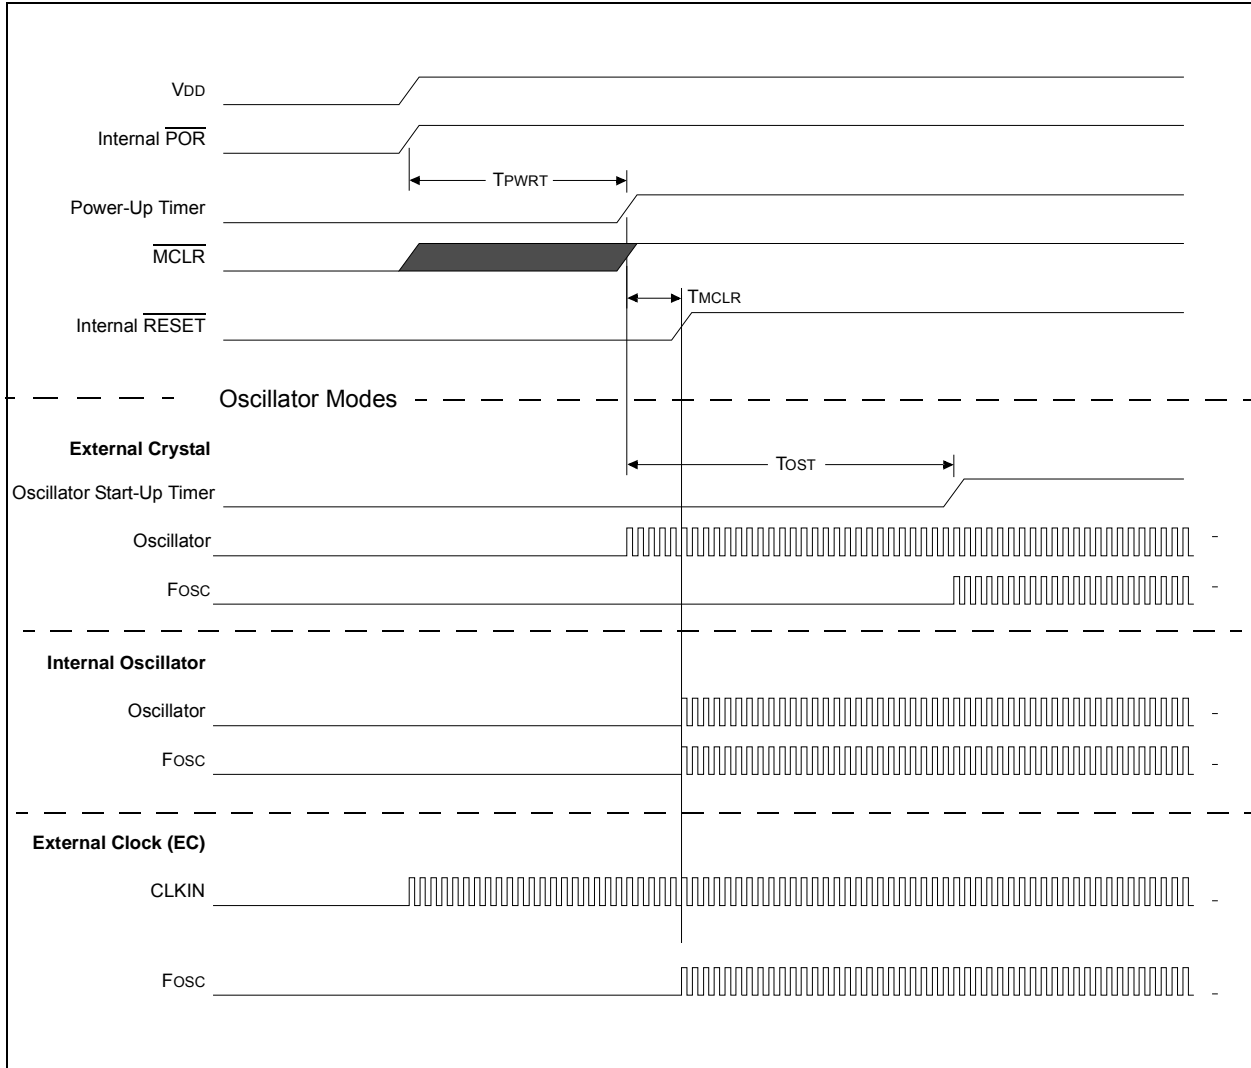 VDD
Internal POR
TPWRT
Power-Up Timer
MCLR
TMCLR
Internal RESET
Oscillator Modes
External Crystal
TOST
Oscillator Start-Up Timer
Oscillator
FOSC
Internal Oscillator
Oscillator
FOSC
External Clock (EC)
CLKIN
FOSC